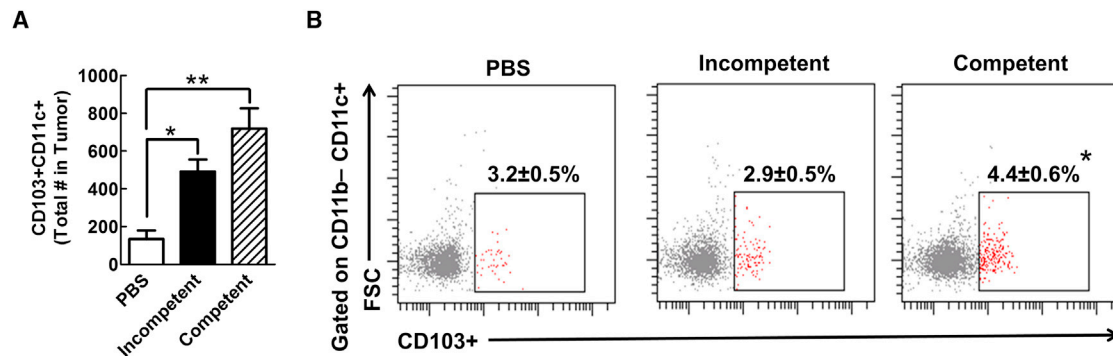 A
CD103+CD11c+
(Total # in Tumor)
1000
800
600
400
200
0
**
*
PBS
Incompetent
Competent
B
Gated on CD11b– CD11c+
FSC
PBS
Incompetent
Competent
3.2±0.5%
2.9±0.5%
4.4±0.6%*
CD103+